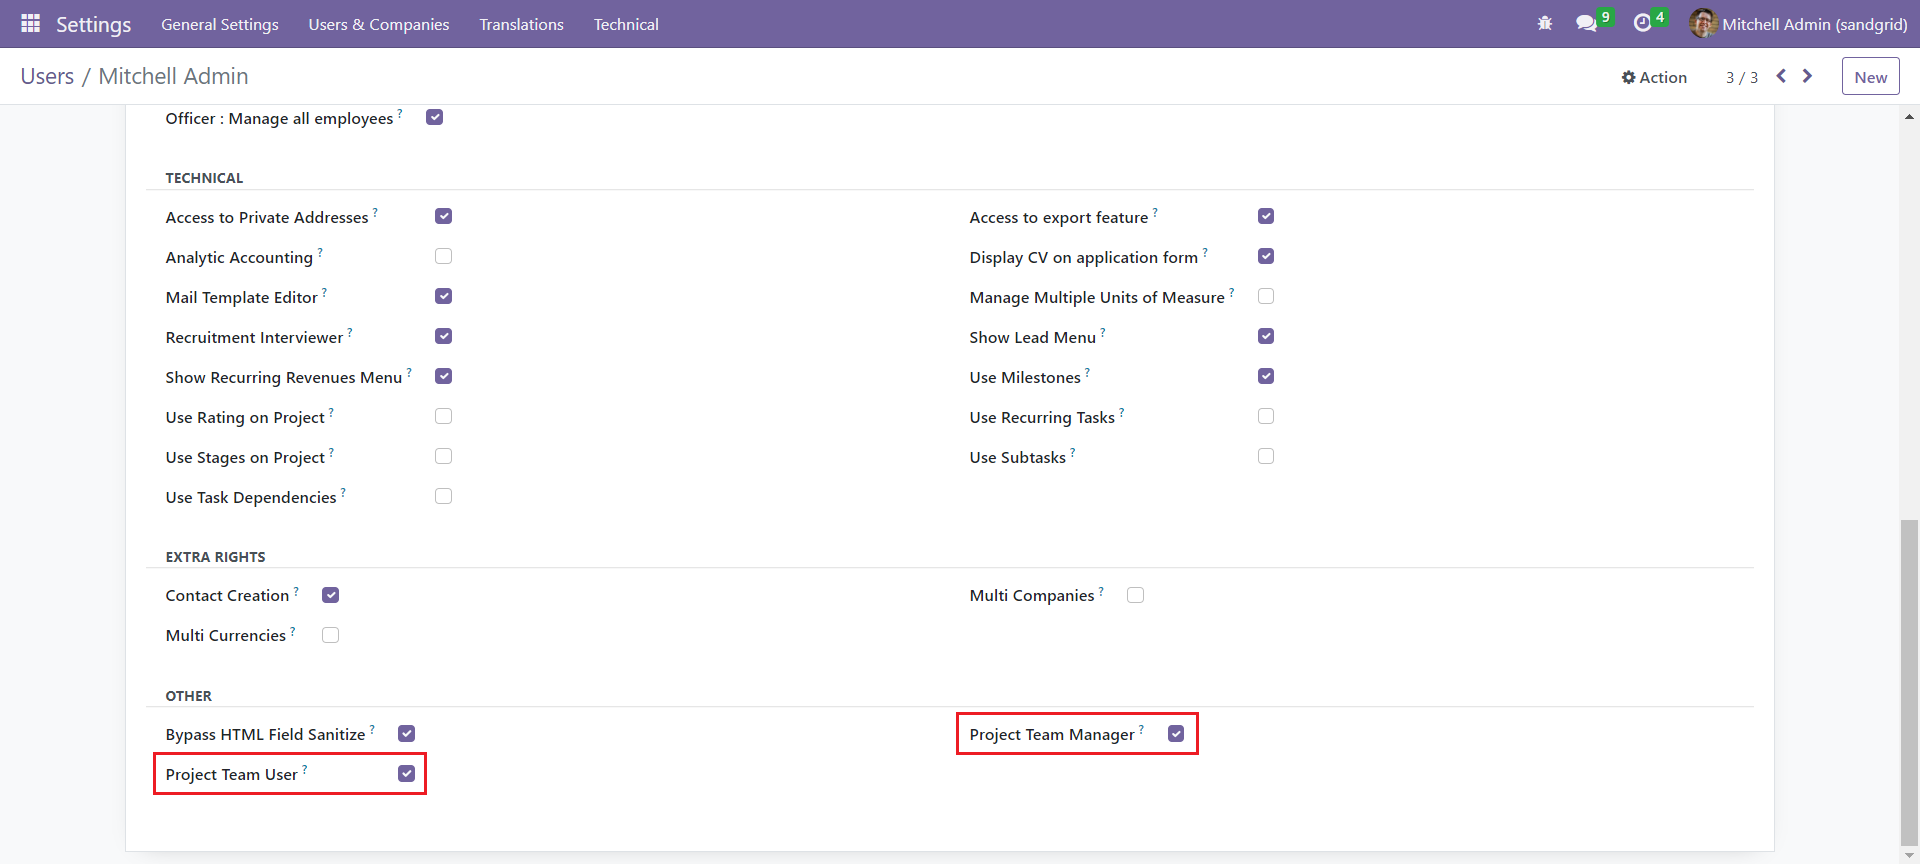 Settings General Settings Users & Companies Translations Technical 9 4 Mitchell Admin (sandgrid)
Users / Mitchell Admin Action 3 / 3 New
Officer : Manage all employees ?
TECHNICAL
Access to Private Addresses ? Access to export feature ?
Analytic Accounting ? Display CV on application form ?
Mail Template Editor ? Manage Multiple Units of Measure ?
Recruitment Interviewer ? Show Lead Menu ?
Show Recurring Revenues Menu ? Use Milestones ?
Use Rating on Project ? Use Recurring Tasks ?
Use Stages on Project ? Use Subtasks ?
Use Task Dependencies ?
EXTRA RIGHTS
Contact Creation ? Multi Companies ?
Multi Currencies ?
OTHER
Bypass HTML Field Sanitize ? Project Team Manager ?
Project Team User ?